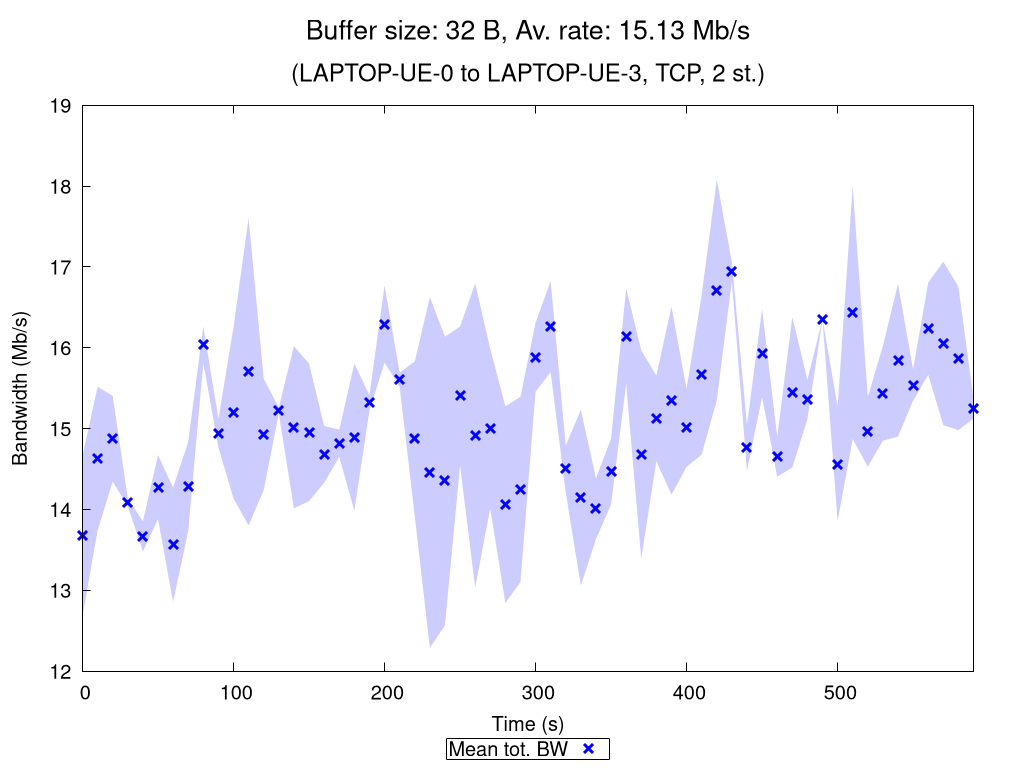 Buffer size: 32 B, Av. rate: 15.13 Mb/s
(LAPTOP-UE-0 to LAPTOP-UE-3, TCP, 2 st.)
19
18
17
16
15
14
13
12
Bandwidth (Mb/s)
0 100 200 300 400 500
Time (s)
Mean tot. BW